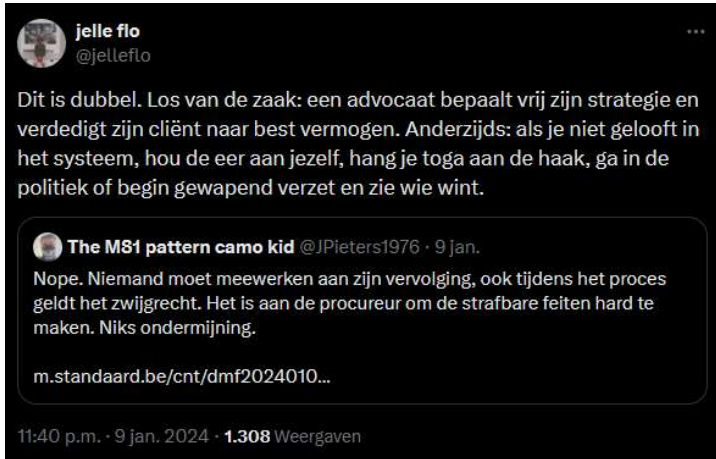 jelle flo
@jelleflo
Dit is dubbel. Los van de zaak: een advocaat bepaalt vrij zijn strategie en
verdedigt zijn cliënt naar best vermogen. Anderzijds: als je niet gelooft in
het systeem, hou de eer aan jezelf, hang je toga aan de haak, ga in de
politiek of begin gewapend verzet en zie wie wint.
The M81 pattern camo kid @JPieters1976 · 9 jan.
Nope. Niemand moet meewerken aan zijn vervolging, ook tijdens het proces
geldt het zwijgrecht. Het is aan de procureur om de strafbare feiten hard te
maken. Niks ondermijning.
m.standaard.be/cnt/dmf2024010...
11:40 p.m. · 9 jan. 2024 · 1.308 Weergaven